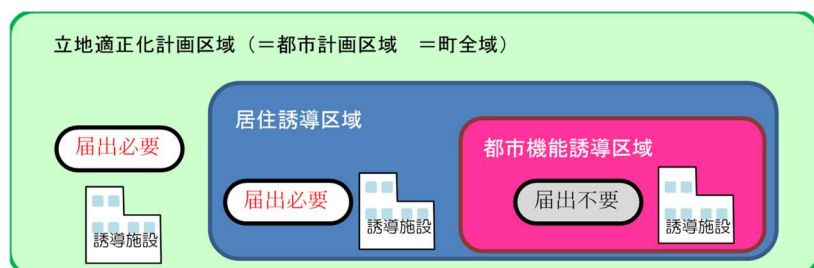 立地適正化計画区域（＝都市計画区域　＝町全域）
居住誘導区域
都市機能誘導区域
届出必要
届出必要
届出不要
誘導施設
誘導施設
誘導施設